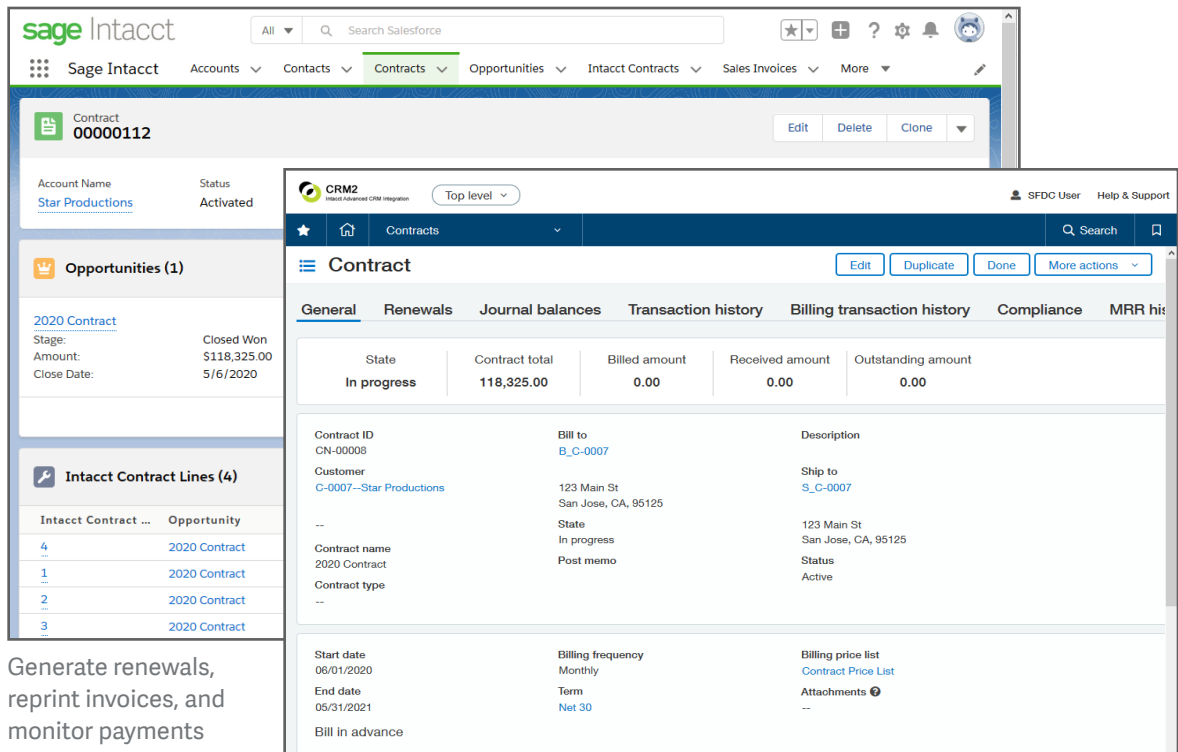 sage Intacct
All
Search Salesforce
Sage Intacct Accounts Contacts Contracts Opportunities Intacct Contracts Sales Invoices More
Contract
00000112
Edit Delete Clone
Account Name Status
Star Productions Activated
Opportunities (1)
2020 Contract
Stage: Closed Won
Amount: $118,325.00
Close Date: 5/6/2020
Intacct Contract Lines (4)
Intacct Contract ... Opportunity
4 2020 Contract
1 2020 Contract
2 2020 Contract
3 2020 Contract
Generate renewals,
reprint invoices, and
monitor payments
CRM2
Intacct Advanced CRM Integration
Top level
SFDC User Help & Support
Contracts
Search
Contract
Edit Duplicate Done More actions
General Renewals Journal balances Transaction history Billing transaction history Compliance MRR his
State Contract total Billed amount Received amount Outstanding amount
In progress 118,325.00 0.00 0.00 0.00
Contract ID Bill to Description
CN-00008 B_C-0007
Customer Ship to
C-0007--Star Productions 123 Main St S_C-0007
San Jose, CA, 95125
-- State 123 Main St
In progress San Jose, CA, 95125
Contract name Post memo Status
2020 Contract Active
Contract type
--
Start date Billing frequency Billing price list
06/01/2020 Monthly Contract Price List
End date Term Attachments
05/31/2021 Net 30 --
Bill in advance